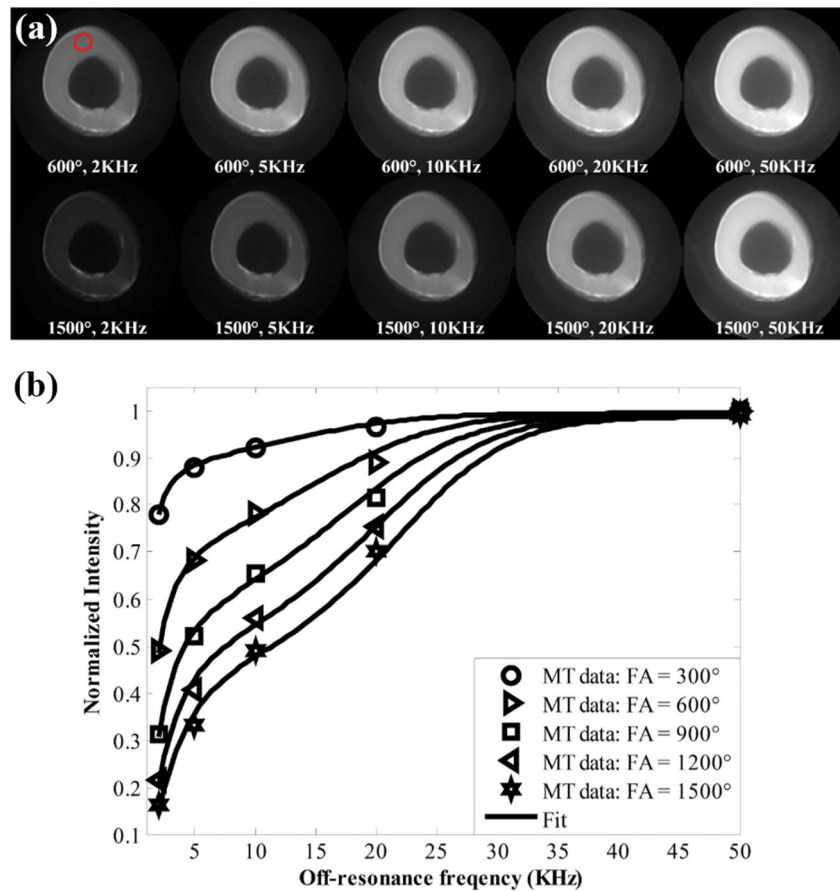 (a)
600°, 2KHz
600°, 5KHz
600°, 10KHz
600°, 20KHz
600°, 50KHz
1500°, 2KHz
1500°, 5KHz
1500°, 10KHz
1500°, 20KHz
1500°, 50KHz
(b)
1
0.9
0.8
0.7
0.6
0.5
0.4
0.3
0.2
0.1
Normalized Intensity
MT data: FA = 300°
MT data: FA = 600°
MT data: FA = 900°
MT data: FA = 1200°
MT data: FA = 1500°
Fit
5 10 15 20 25 30 35 40 45 50
Off-resonance freqency (KHz)